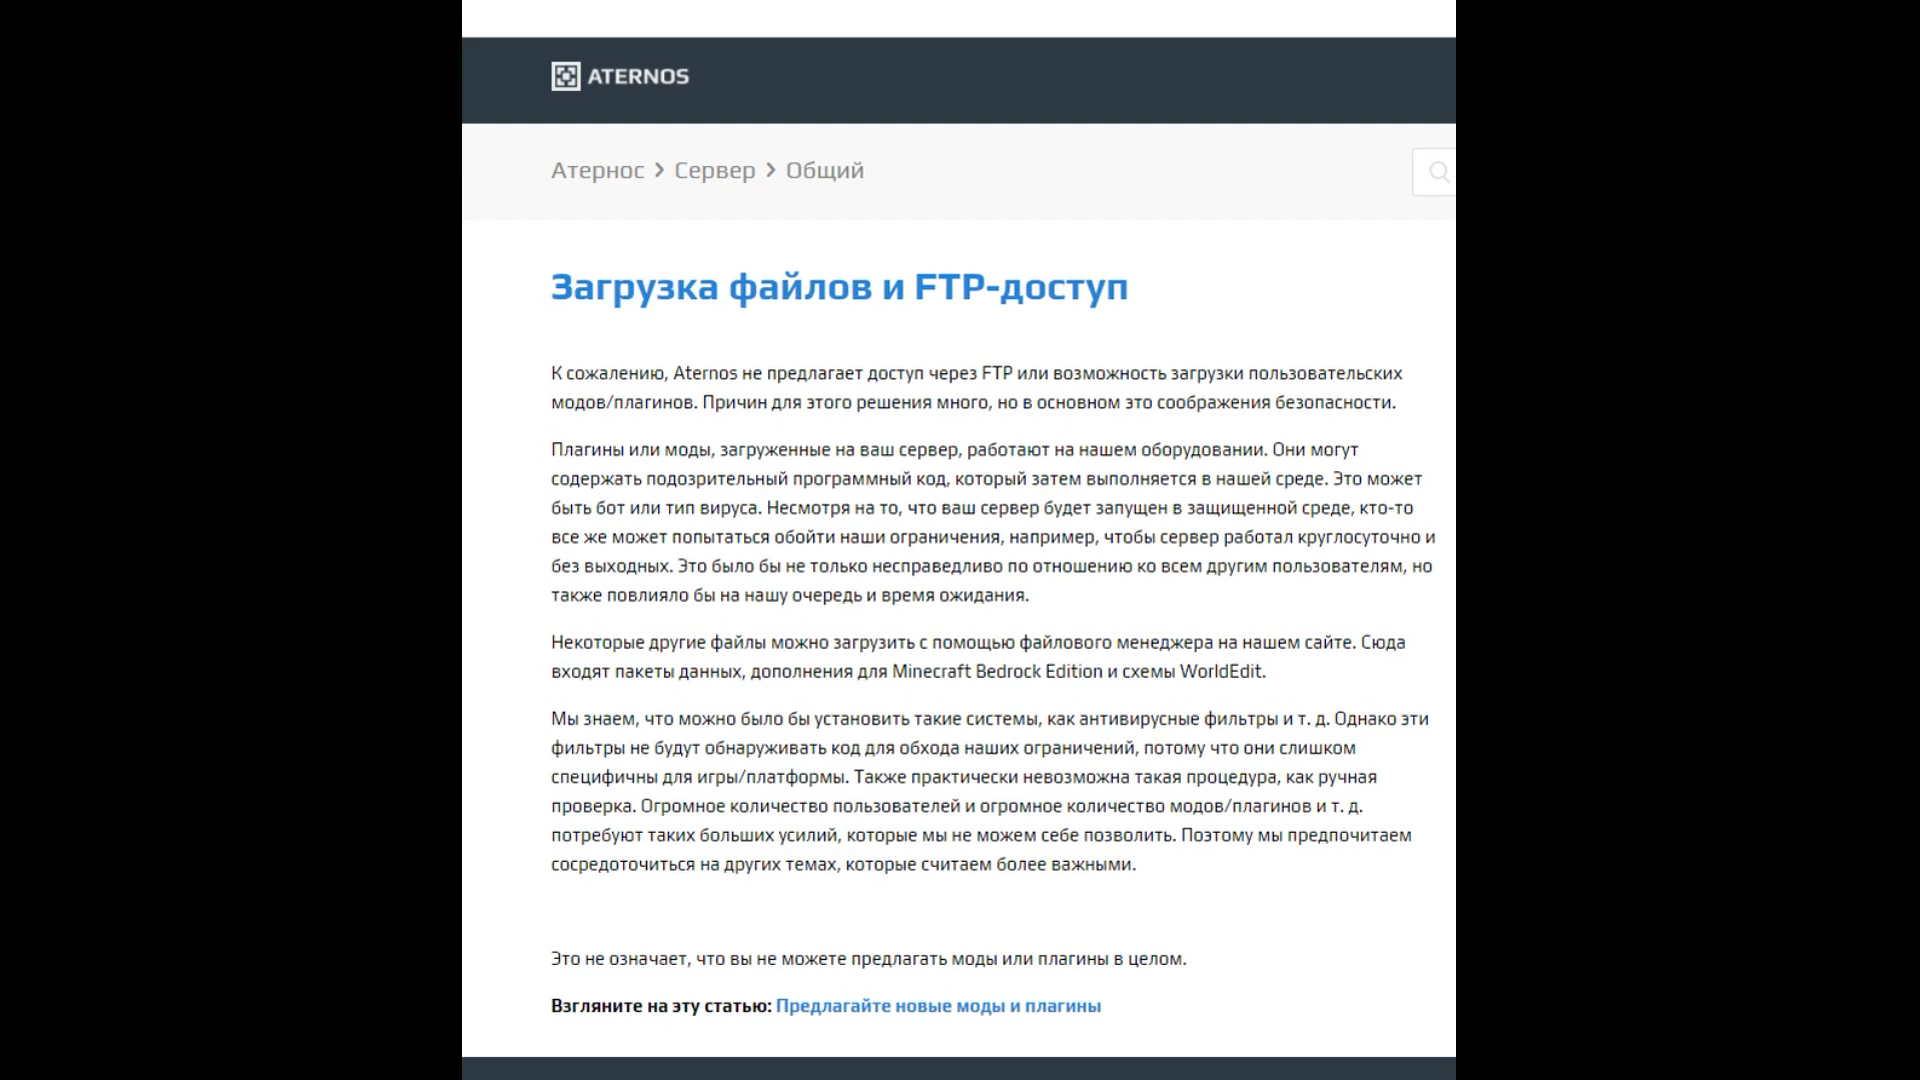 ATERNOS
Атернос > Сервер > Общий
Загрузка файлов и FTP-доступ
К сожалению, Aternos не предлагает доступ через FTP или возможность загрузки пользовательских
модов/плагинов. Причин для этого решения много, но в основном это соображения безопасности.
Плагины или моды, загруженные на ваш сервер, работают на нашем оборудовании. Они могут
содержать подозрительный программный код, который затем выполняется в нашей среде. Это может
быть бот или тип вируса. Несмотря на то, что ваш сервер будет запущен в защищенной среде, кто-то
все же может попытаться обойти наши ограничения, например, чтобы сервер работал круглосуточно и
без выходных. Это было бы не только несправедливо по отношению ко всем другим пользователям, но
также повлияло бы на нашу очередь и время ожидания.
Некоторые другие файлы можно загрузить с помощью файлового менеджера на нашем сайте. Сюда
входят пакеты данных, дополнения для Minecraft Bedrock Edition и схемы WorldEdit.
Мы знаем, что можно было бы установить такие системы, как антивирусные фильтры и т. д. Однако эти
фильтры не будут обнаруживать код для обхода наших ограничений, потому что они слишком
специфичны для игры/платформы. Также практически невозможна такая процедура, как ручная
проверка. Огромное количество пользователей и огромное количество модов/плагинов и т. д.
потребуют таких больших усилий, которые мы не можем себе позволить. Поэтому мы предпочитаем
сосредоточиться на других темах, которые считаем более важными.
Это не означает, что вы не можете предлагать моды или плагины в целом.
Взгляните на эту статью: Предлагайте новые моды и плагины